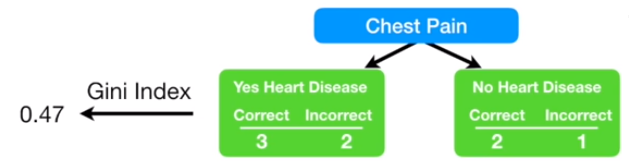 Chest Pain
Gini Index
0.47
Yes Heart Disease
Correct Incorrect
3 2
No Heart Disease
Correct Incorrect
2 1